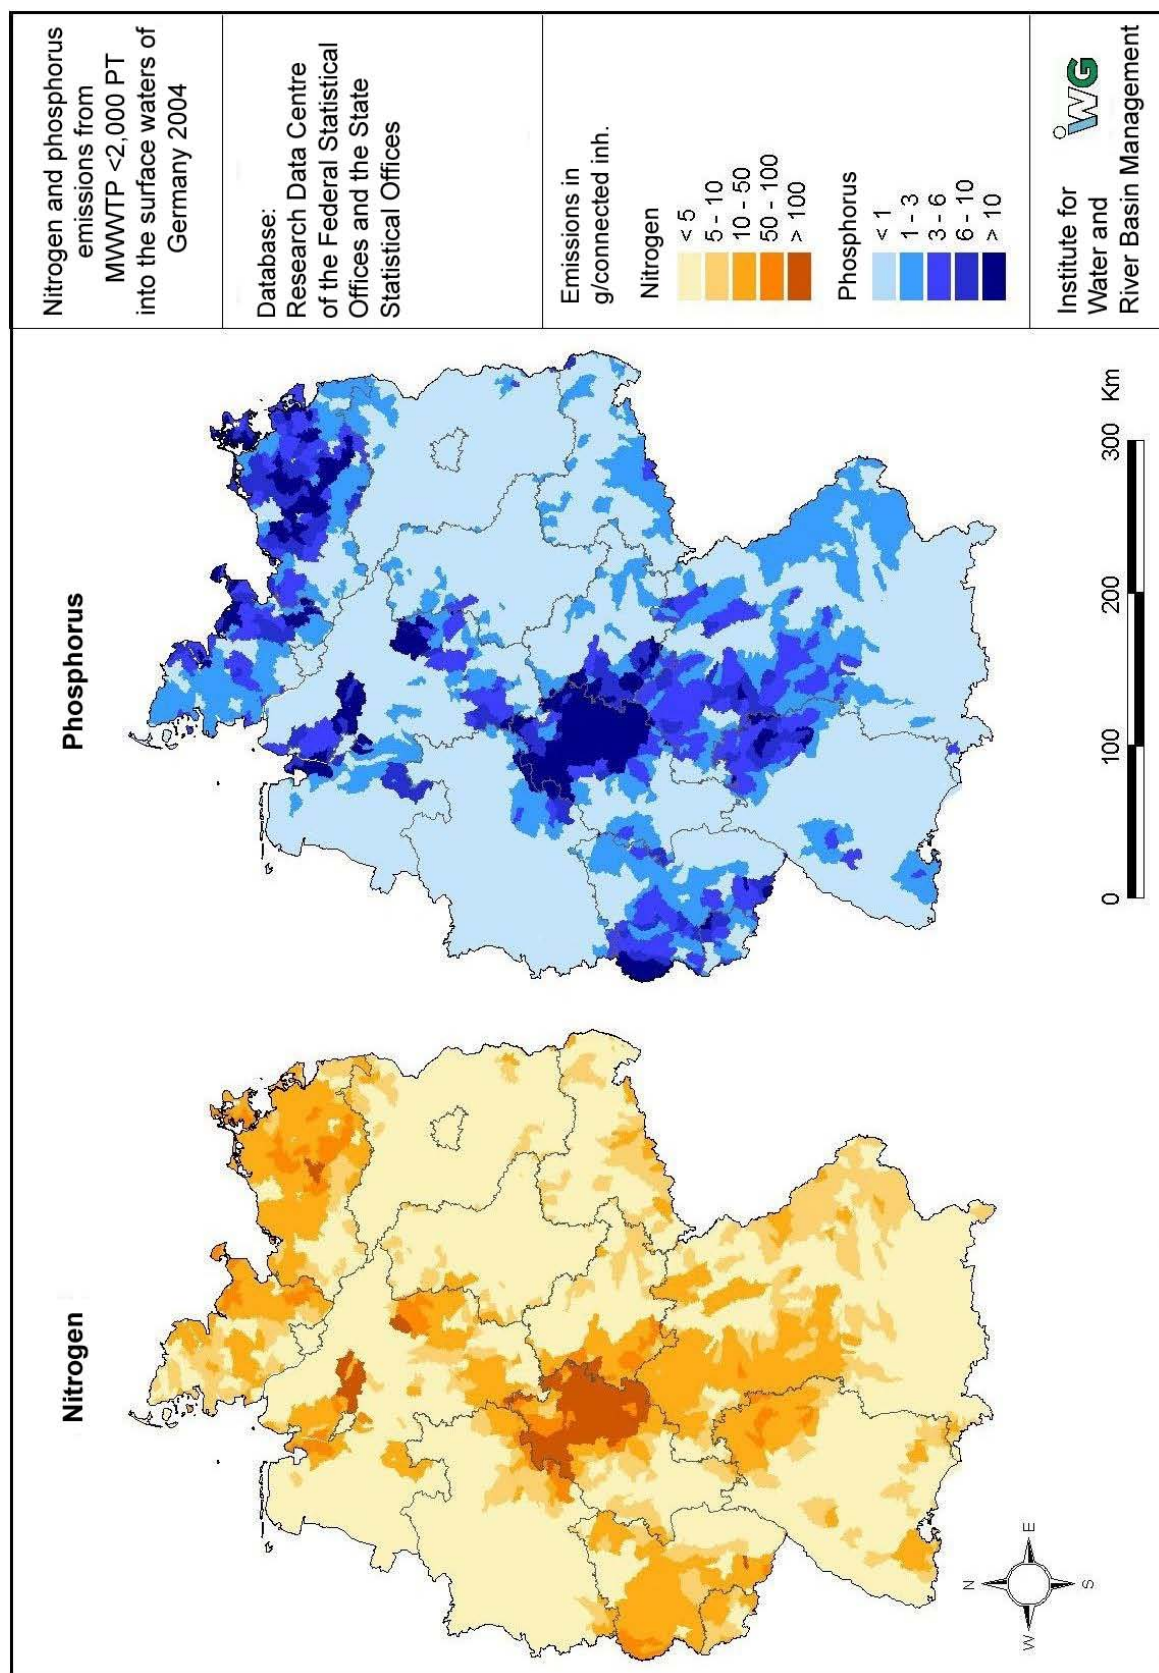 Nitrogen
Phosphorus
N
W
E
S
0
100
200
300
Km
Nitrogen and phosphorus
emissions from
MWWTP <2,000 PT
into the surface waters of
Germany 2004
Database:
Research Data Centre
of the Federal Statistical
Offices and the State
Statistical Offices
Emissions in
g/connected inh.
Nitrogen
< 5
5 - 10
10 - 50
50 - 100
> 100
Phosphorus
< 1
1 - 3
3 - 6
6 - 10
> 10
Institute for
Water and
River Basin Management
iWG